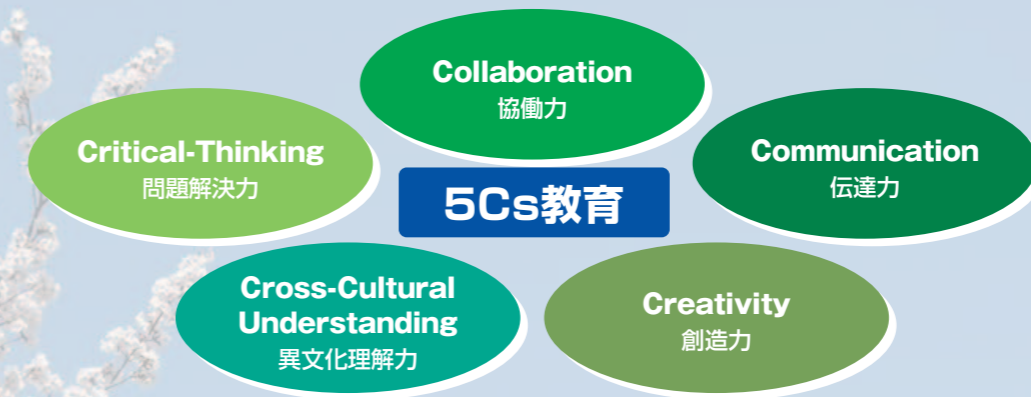 Collaboration
協働力
Critical-Thinking
問題解決力
Communication
伝達力
5Cs教育
Cross-Cultural
Understanding
異文化理解力
Creativity
創造力